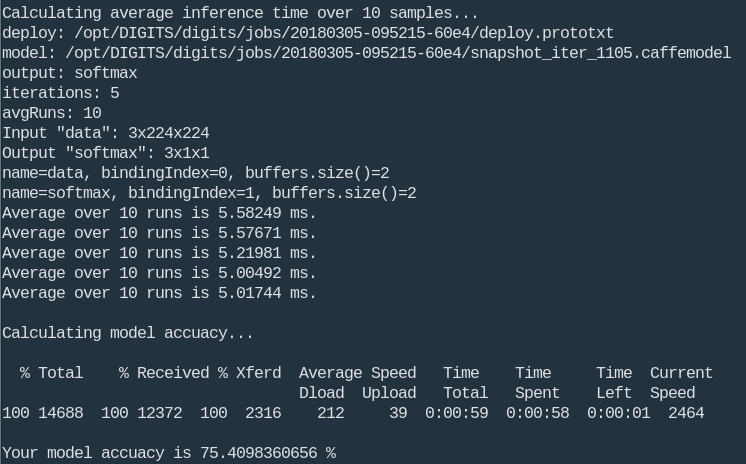 Calculating average inference time over 10 samples...
deploy: /opt/DIGITS/digits/jobs/20180305-095215-60e4/deploy.prototxt
model: /opt/DIGITS/digits/jobs/20180305-095215-60e4/snapshot_iter_1105.caffemodel
output: softmax
iterations: 5
avgRuns: 10
Input "data": 3x224x224
Output "softmax": 3x1x1
name=data, bindingIndex=0, buffers.size()=2
name=softmax, bindingIndex=1, buffers.size()=2
Average over 10 runs is 5.58249 ms.
Average over 10 runs is 5.57671 ms.
Average over 10 runs is 5.21981 ms.
Average over 10 runs is 5.00492 ms.
Average over 10 runs is 5.01744 ms.

Calculating model accuacy...

  % Total    % Received % Xferd  Average Speed   Time    Time     Time  Current
                                 Dload  Upload   Total   Spent    Left  Speed
100 14688  100 12372  100  2316    212     39  0:00:59  0:00:58  0:00:01  2464

Your model accuacy is 75.4098360656 %